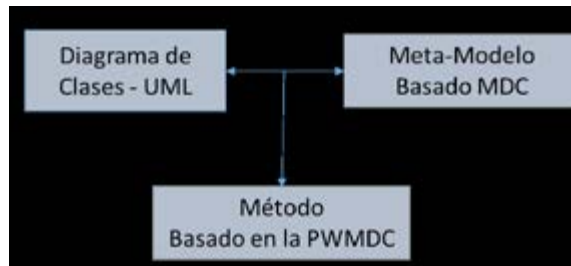 Diagrama de
Clases - UML
Meta-Modelo
Basado MDC
Método
Basado en la PWMDC